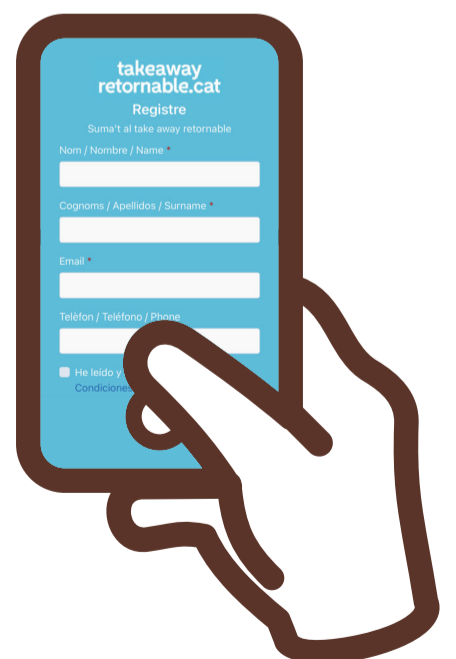 takeaway
retornable.cat
Registre
Suma't al take away retornable
Nom / Nombre / Name *
Cognoms / Apellidos / Surname *
Email *
Telèfon / Teléfono / Phone
He leído y
Condiciones